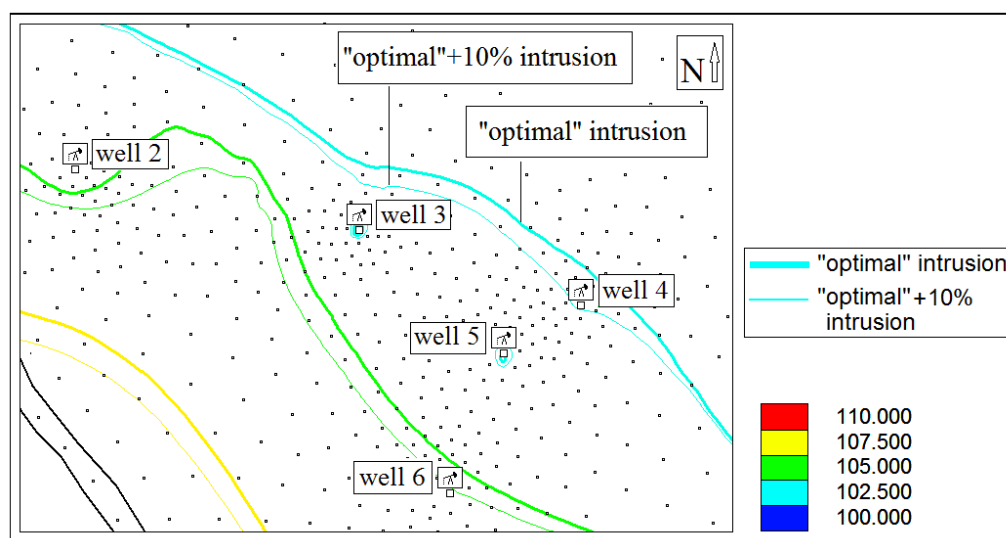 "optimal"+10% intrusion
N
"optimal" intrusion
well 2
well 3
well 4
well 5
well 6
"optimal" intrusion
"optimal"+10%
intrusion
110.000
107.500
105.000
102.500
100.000